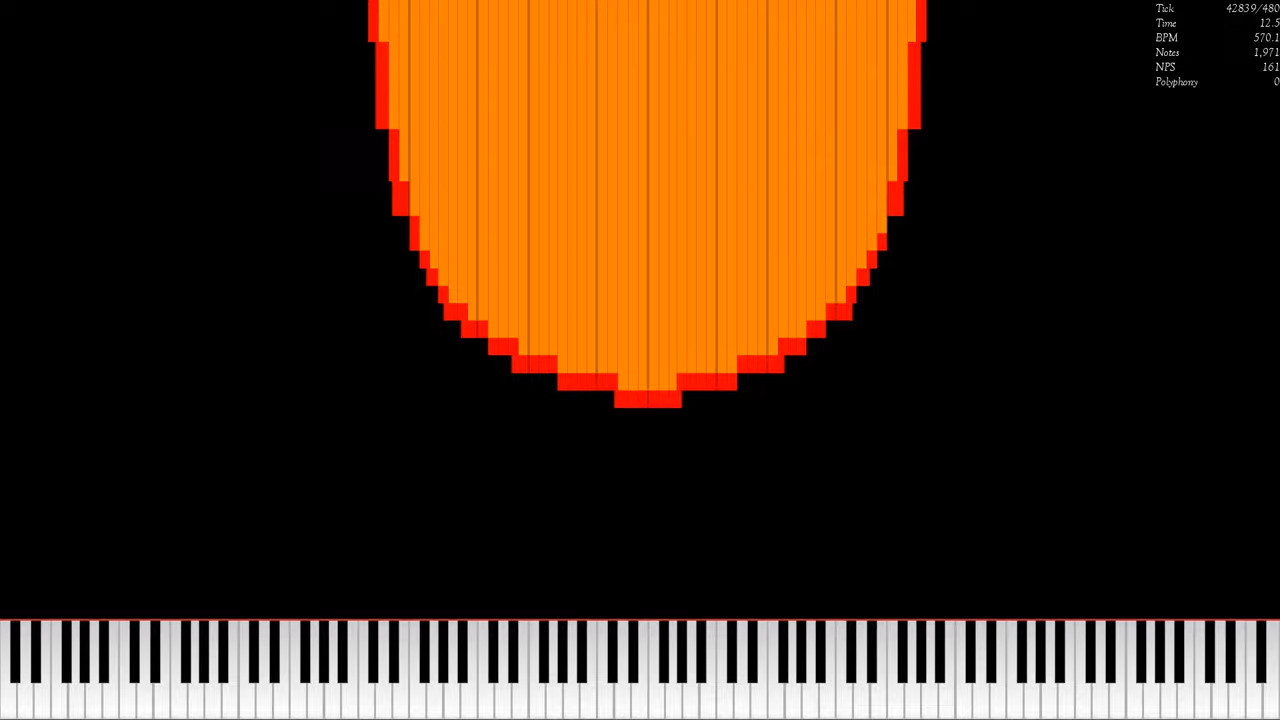 Tick 42839/480
Time 12.5
BPM 570.1
Notes 1,971
NPS 161
Polyphony 0